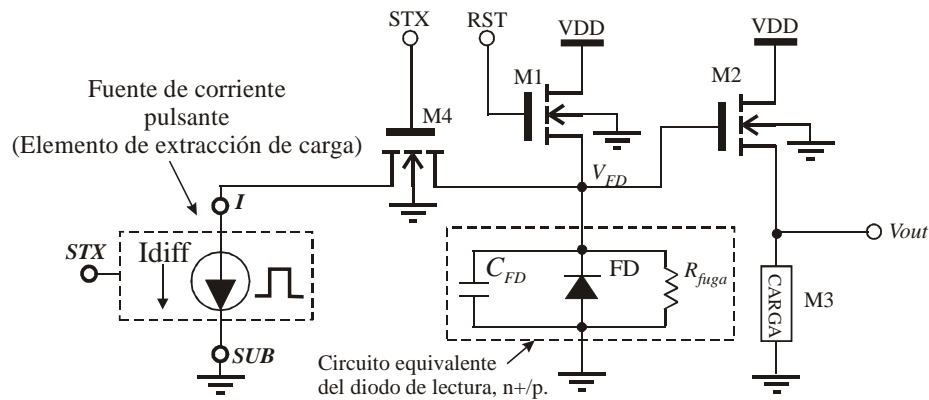 STX
RST
VDD
VDD
M1
M2
Fuente de corriente
pulsante
(Elemento de extracción de carga)
M4
I
V_FD
STX
Idiff
C_FD
FD
R_fuga
Vout
CARGA
M3
SUB
Circuito equivalente
del diodo de lectura, n+/p.